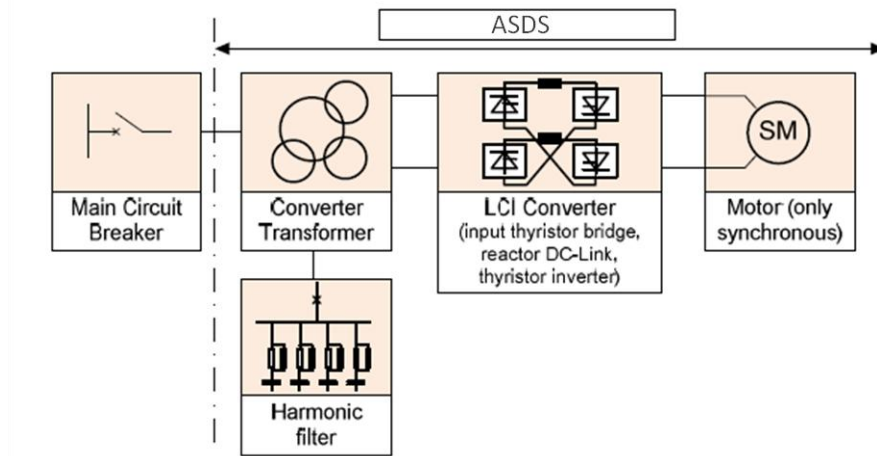 ASDS
Main Circuit
Breaker
Converter
Transformer
LCI Converter
(input thyristor bridge,
reactor DC-Link,
thyristor inverter)
SM
Motor (only
synchronous)
Harmonic
filter